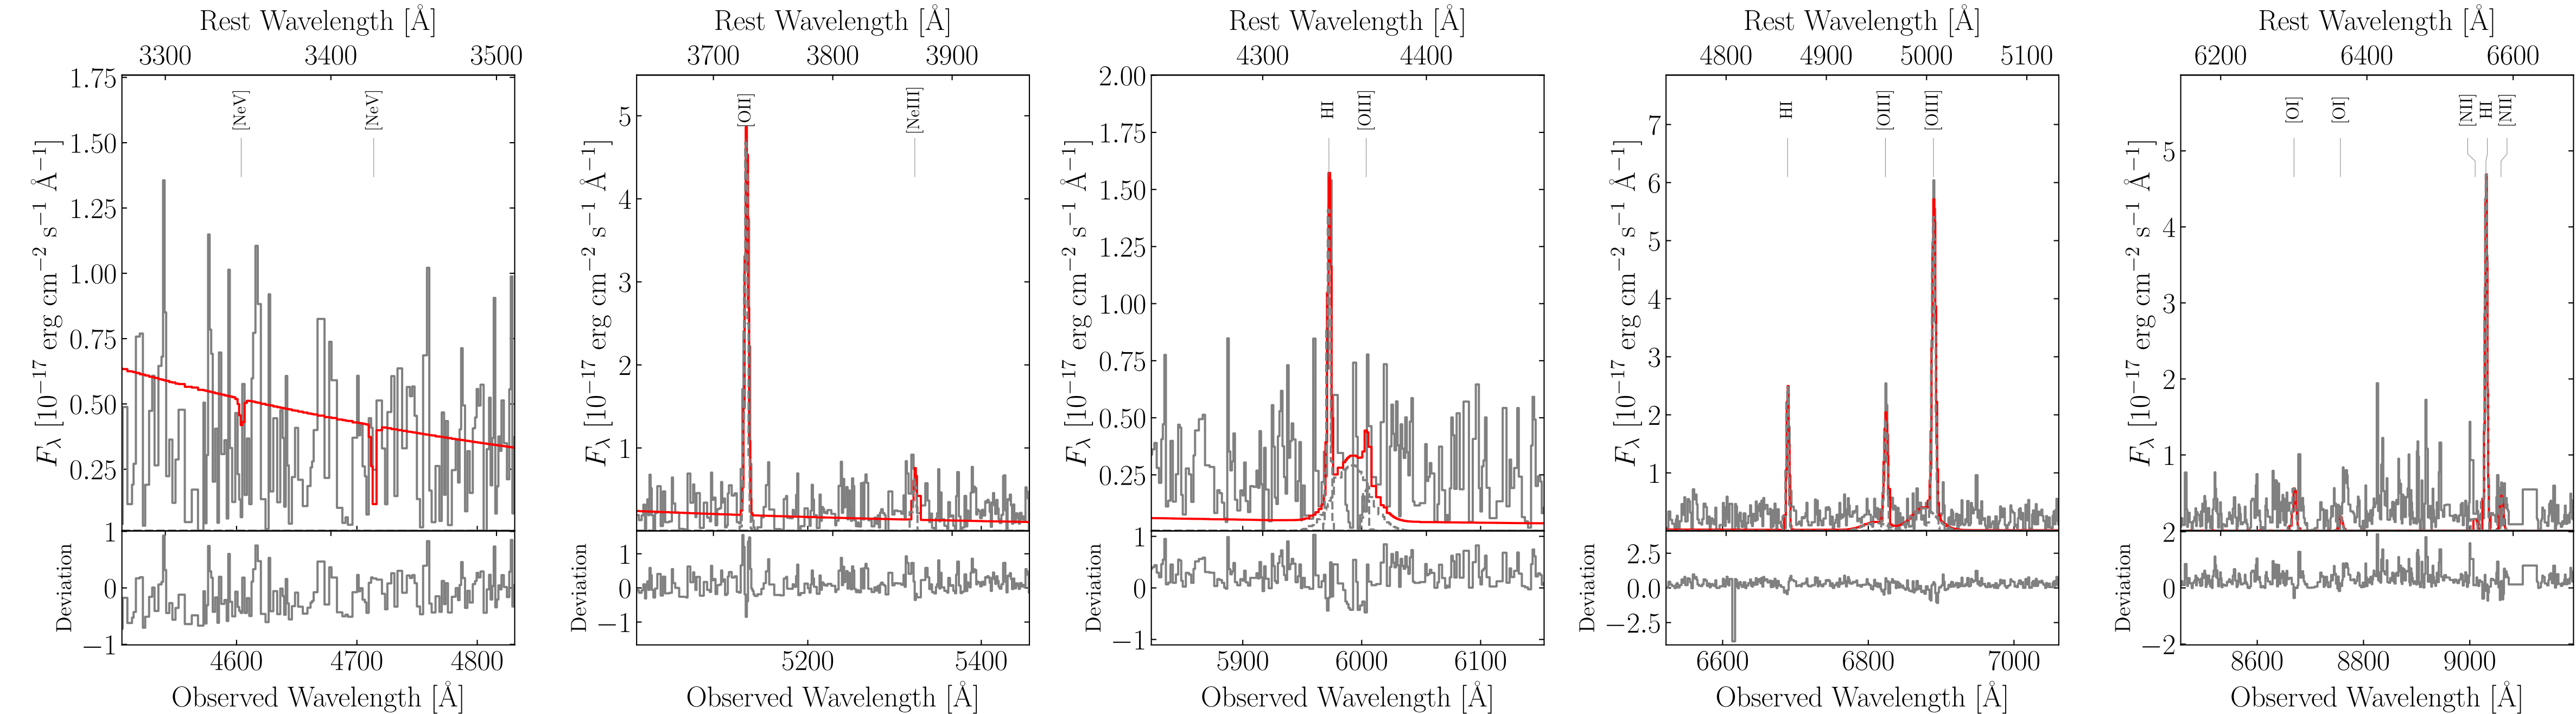 Rest Wavelength [Å]
3300 3400 3500
[NeV] [NeV]
F_λ [10⁻¹⁷ erg cm⁻² s⁻¹ Å⁻¹]
1.75
1.50
1.25
1.00
0.75
0.50
0.25
Deviation
1
0
−1
4600 4700 4800
Observed Wavelength [Å]
Rest Wavelength [Å]
3700 3800 3900
[OII] [NeIII]
F_λ [10⁻¹⁷ erg cm⁻² s⁻¹ Å⁻¹]
5
4
3
2
1
Deviation
1
0
−1
5200 5400
Observed Wavelength [Å]
Rest Wavelength [Å]
4300 4400
HI [OIII]
F_λ [10⁻¹⁷ erg cm⁻² s⁻¹ Å⁻¹]
2.00
1.75
1.50
1.25
1.00
0.75
0.50
0.25
Deviation
1
0
−1
5900 6000 6100
Observed Wavelength [Å]
Rest Wavelength [Å]
4800 4900 5000 5100
HI [OIII] [OIII]
F_λ [10⁻¹⁷ erg cm⁻² s⁻¹ Å⁻¹]
7
6
5
4
3
2
1
Deviation
2.5
0.0
−2.5
6600 6800 7000
Observed Wavelength [Å]
Rest Wavelength [Å]
6200 6400 6600
[OI] [OI] [NII] HI [NII]
F_λ [10⁻¹⁷ erg cm⁻² s⁻¹ Å⁻¹]
5
4
3
2
1
Deviation
2
0
−2
8600 8800 9000
Observed Wavelength [Å]